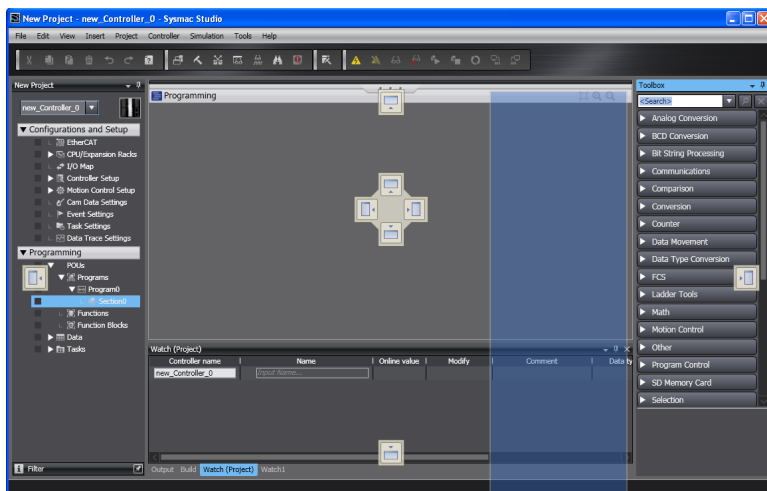 New Project - new_Controller_0 - Sysmac Studio
File Edit View Insert Project Controller Simulation Tools Help
New Project
new_Controller_0
Configurations and Setup
EtherCAT
CPU/Expansion Racks
I/O Map
Controller Setup
Motion Control Setup
Cam Data Settings
Event Settings
Task Settings
Data Trace Settings
Programming
POUs
Programs
Program0
Section0
Functions
Function Blocks
Data
Tasks
Filter
Programming
Watch (Project)
Controller name Name Online value Modify Comment Data ty
new_Controller_0 Input Name...
Output Build Watch (Project) Watch1
Toolbox
<Search>
Analog Conversion
BCD Conversion
Bit String Processing
Communications
Comparison
Conversion
Counter
Data Movement
Data Type Conversion
FCS
Ladder Tools
Math
Motion Control
Other
Program Control
SD Memory Card
Selection